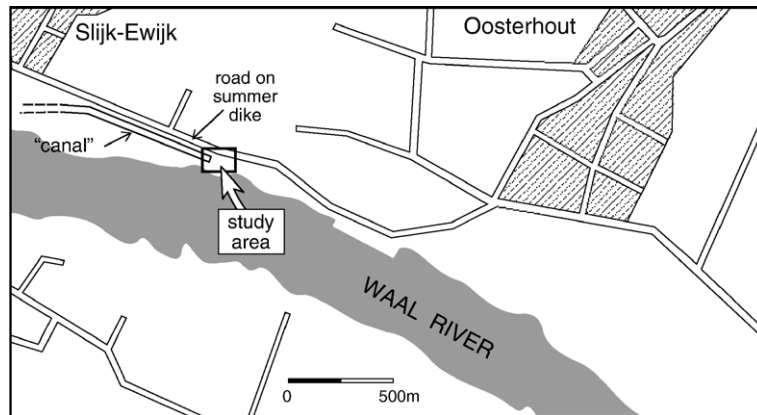 Slijk-Ewijk
Oosterhout
road on
summer
dike
"canal"
study
area
WAAL RIVER
0 500m